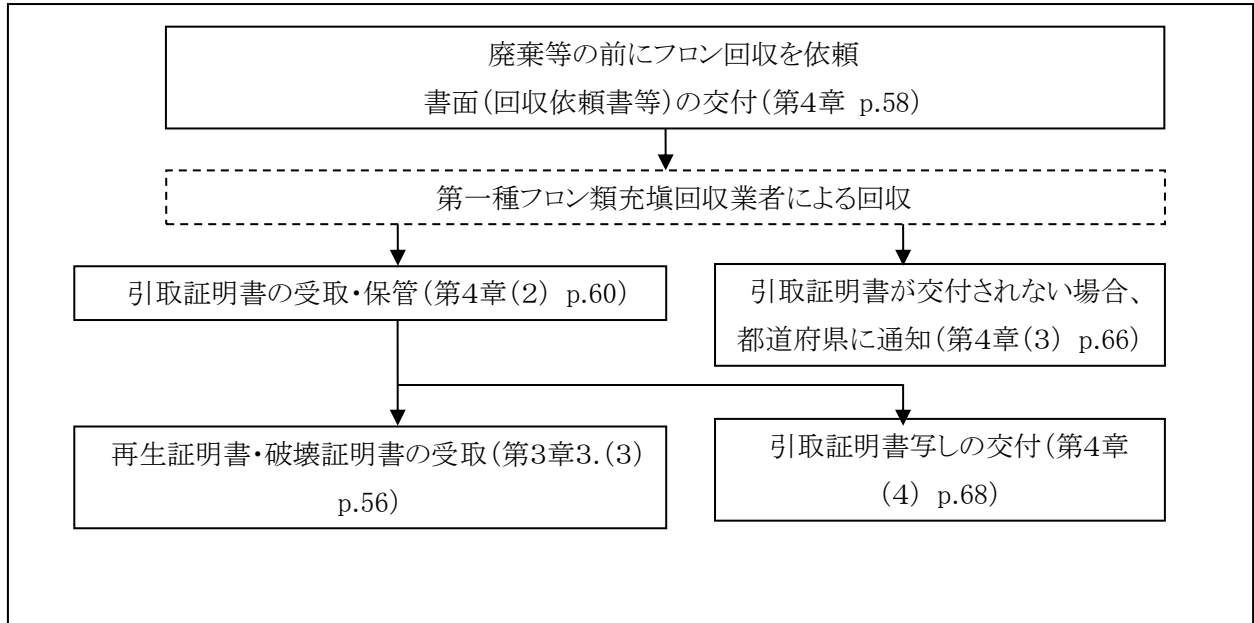 廃棄等の前にフロン回収を依頼
書面(回収依頼書等)の交付(第4章 p.58)
第一種フロン類充塡回収業者による回収
引取証明書の受取・保管(第4章(2) p.60)
引取証明書が交付されない場合、
都道府県に通知(第4章(3) p.66)
再生証明書・破壊証明書の受取(第3章3.(3)
p.56)
引取証明書写しの交付(第4章
(4) p.68)